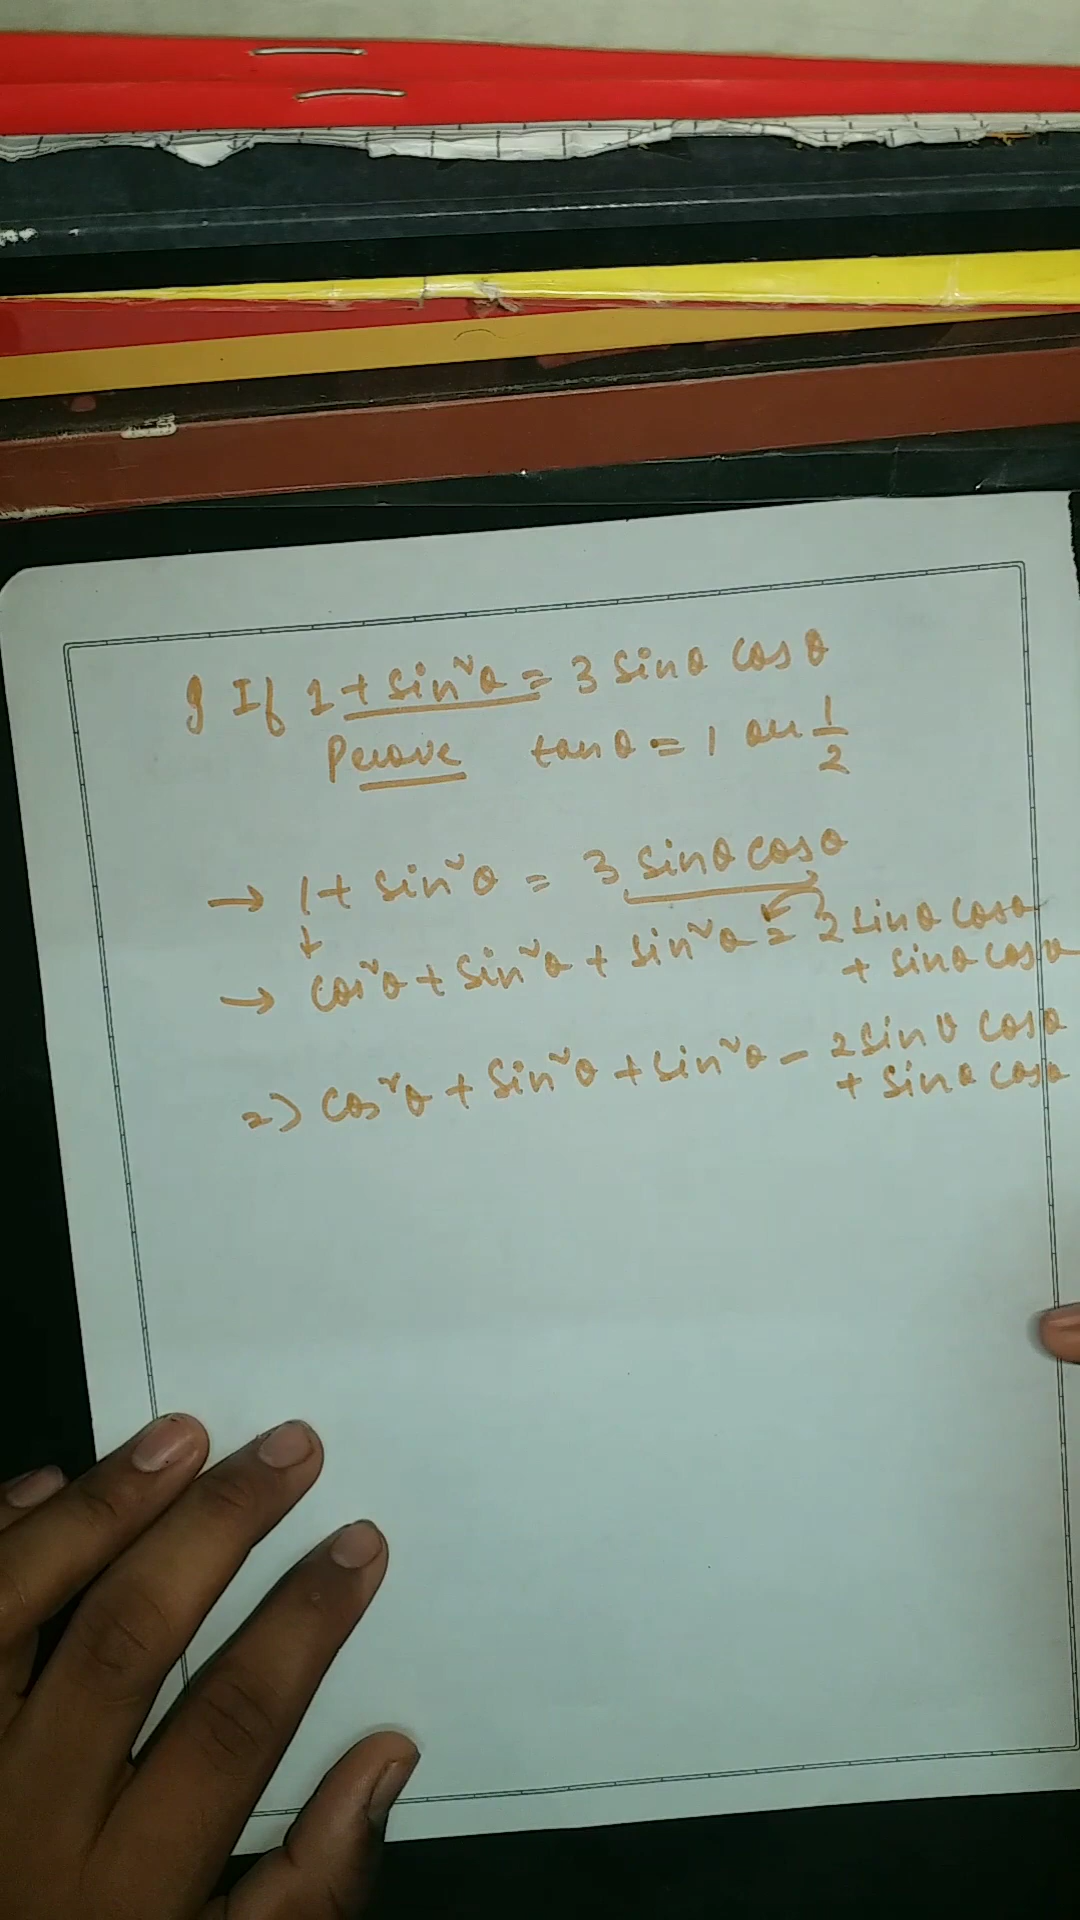 g If 1 + sin²θ = 3 sinθ cosθ
Prove tanθ = 1 or 1/2
→ 1 + sin²θ = 3 sinθ cosθ
↓
→ cos²θ + sin²θ + sin²θ = 2 sinθ cosθ
+ sinθ cosθ
=> cos²θ + sin²θ + sin²θ - 2 sinθ cosθ
+ sinθ cosθ